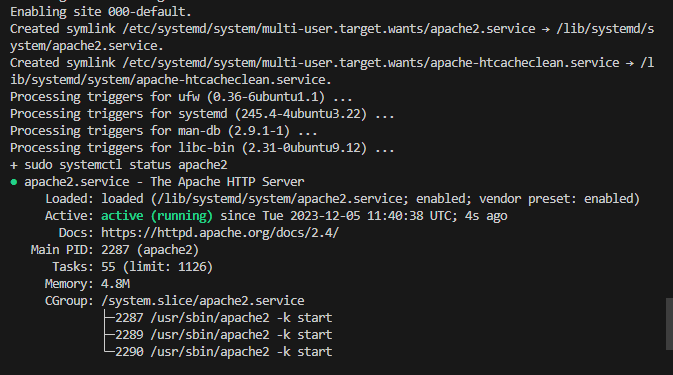 Enabling site 000-default.
Created symlink /etc/systemd/system/multi-user.target.wants/apache2.service → /lib/systemd/s
ystem/apache2.service.
Created symlink /etc/systemd/system/multi-user.target.wants/apache-htcacheclean.service → /l
ib/systemd/system/apache-htcacheclean.service.
Processing triggers for ufw (0.36-6ubuntu1.1) ...
Processing triggers for systemd (245.4-4ubuntu3.22) ...
Processing triggers for man-db (2.9.1-1) ...
Processing triggers for libc-bin (2.31-0ubuntu9.12) ...
+ sudo systemctl status apache2
● apache2.service - The Apache HTTP Server
     Loaded: loaded (/lib/systemd/system/apache2.service; enabled; vendor preset: enabled)
     Active: active (running) since Tue 2023-12-05 11:40:38 UTC; 4s ago
       Docs: https://httpd.apache.org/docs/2.4/
   Main PID: 2287 (apache2)
      Tasks: 55 (limit: 1126)
     Memory: 4.8M
     CGroup: /system.slice/apache2.service
             ├─2287 /usr/sbin/apache2 -k start
             ├─2289 /usr/sbin/apache2 -k start
             └─2290 /usr/sbin/apache2 -k start